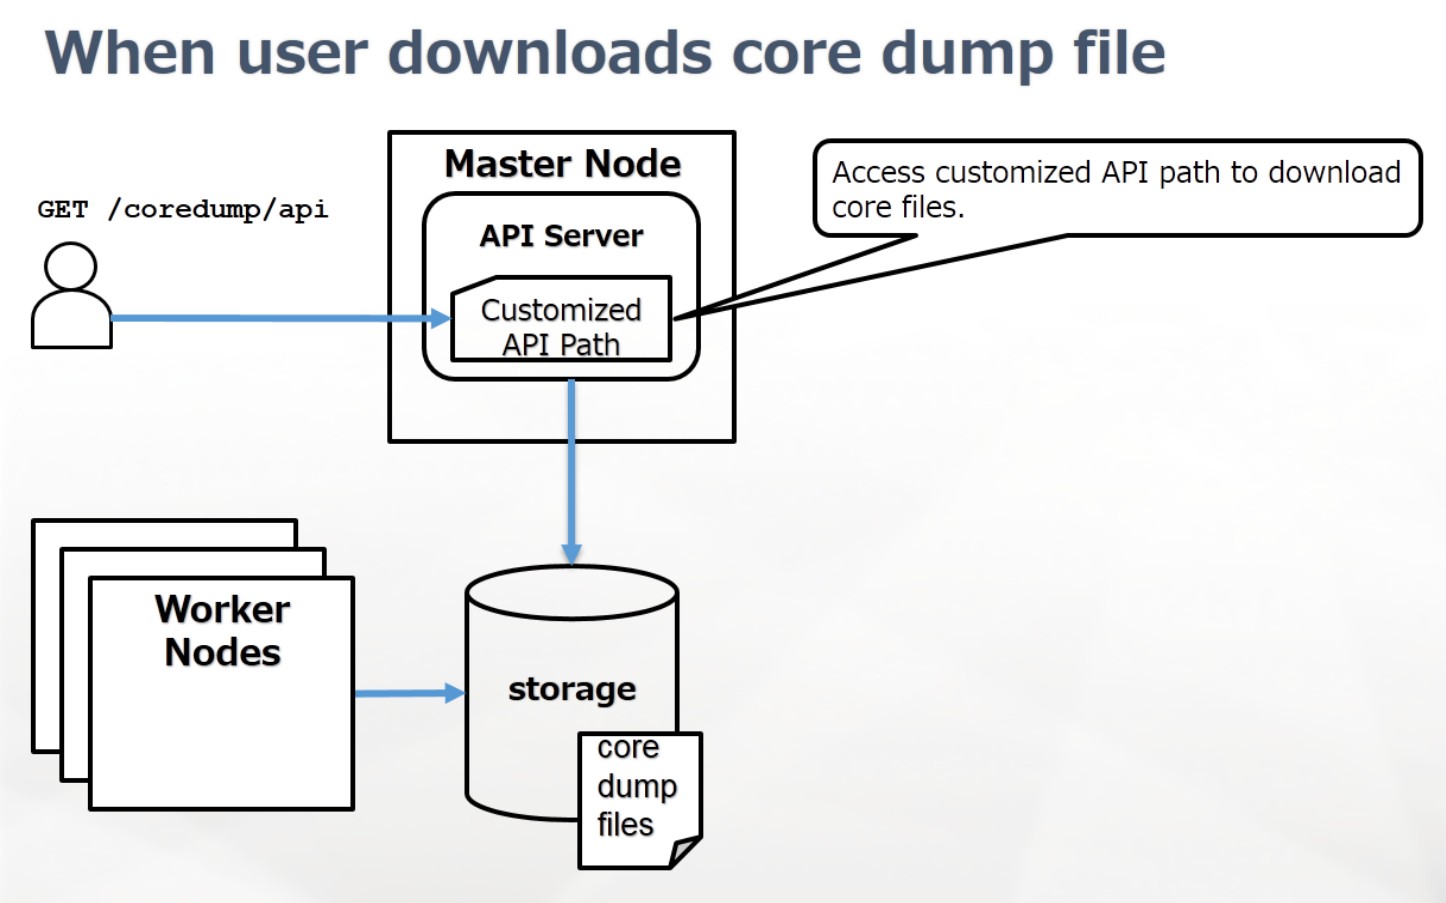 When user downloads core dump file
Master Node
Access customized API path to download
core files.
GET /coredump/api
API Server
Customized
API Path
Worker
Nodes
storage
core
dump
files